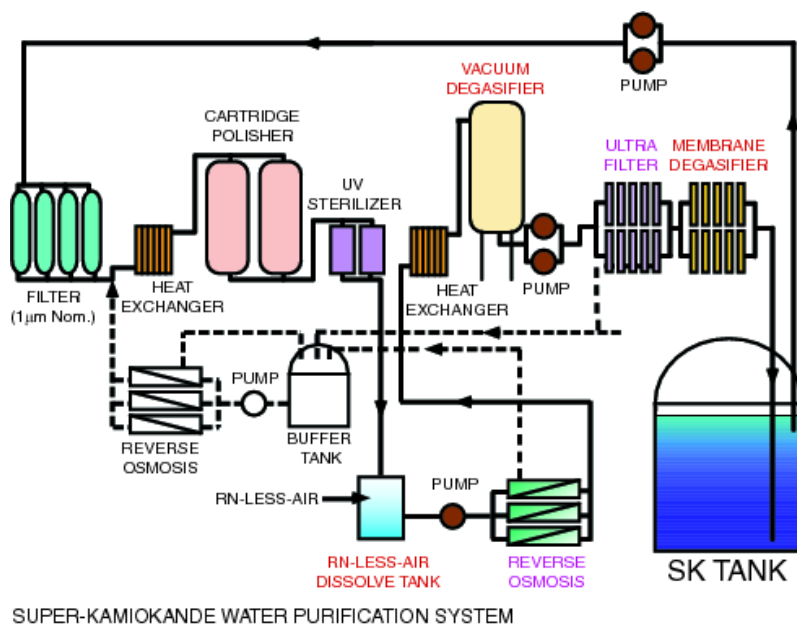 PUMP
VACUUM
DEGASIFIER
CARTRIDGE
POLISHER
ULTRA
FILTER
MEMBRANE
DEGASIFIER
UV
STERILIZER
FILTER
(1μm Nom.)
HEAT
EXCHANGER
HEAT
EXCHANGER
PUMP
PUMP
REVERSE
OSMOSIS
BUFFER
TANK
RN-LESS-AIR
PUMP
RN-LESS-AIR
DISSOLVE TANK
REVERSE
OSMOSIS
SK TANK
SUPER-KAMIOKANDE WATER PURIFICATION SYSTEM